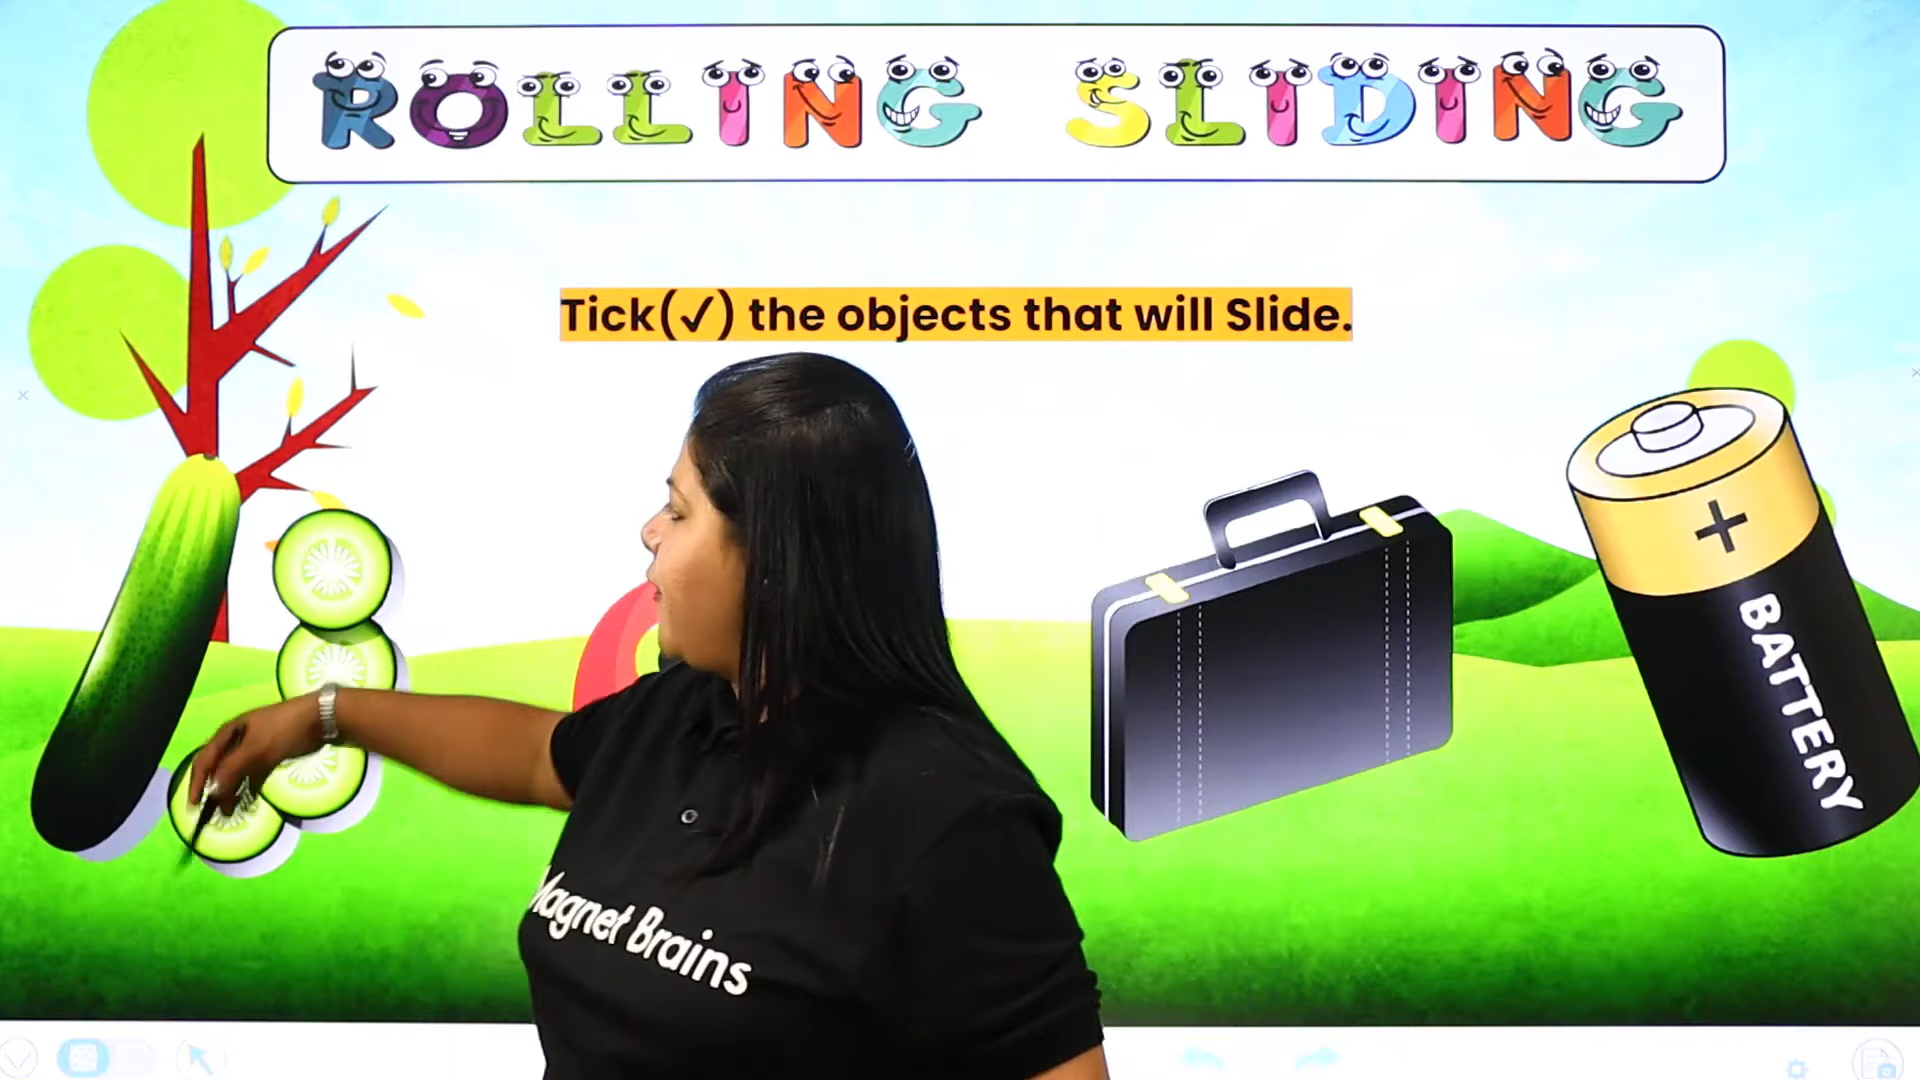 ROLLING SLIDING
Tick(✓) the objects that will Slide.
+
BATTERY
Magnet Brains